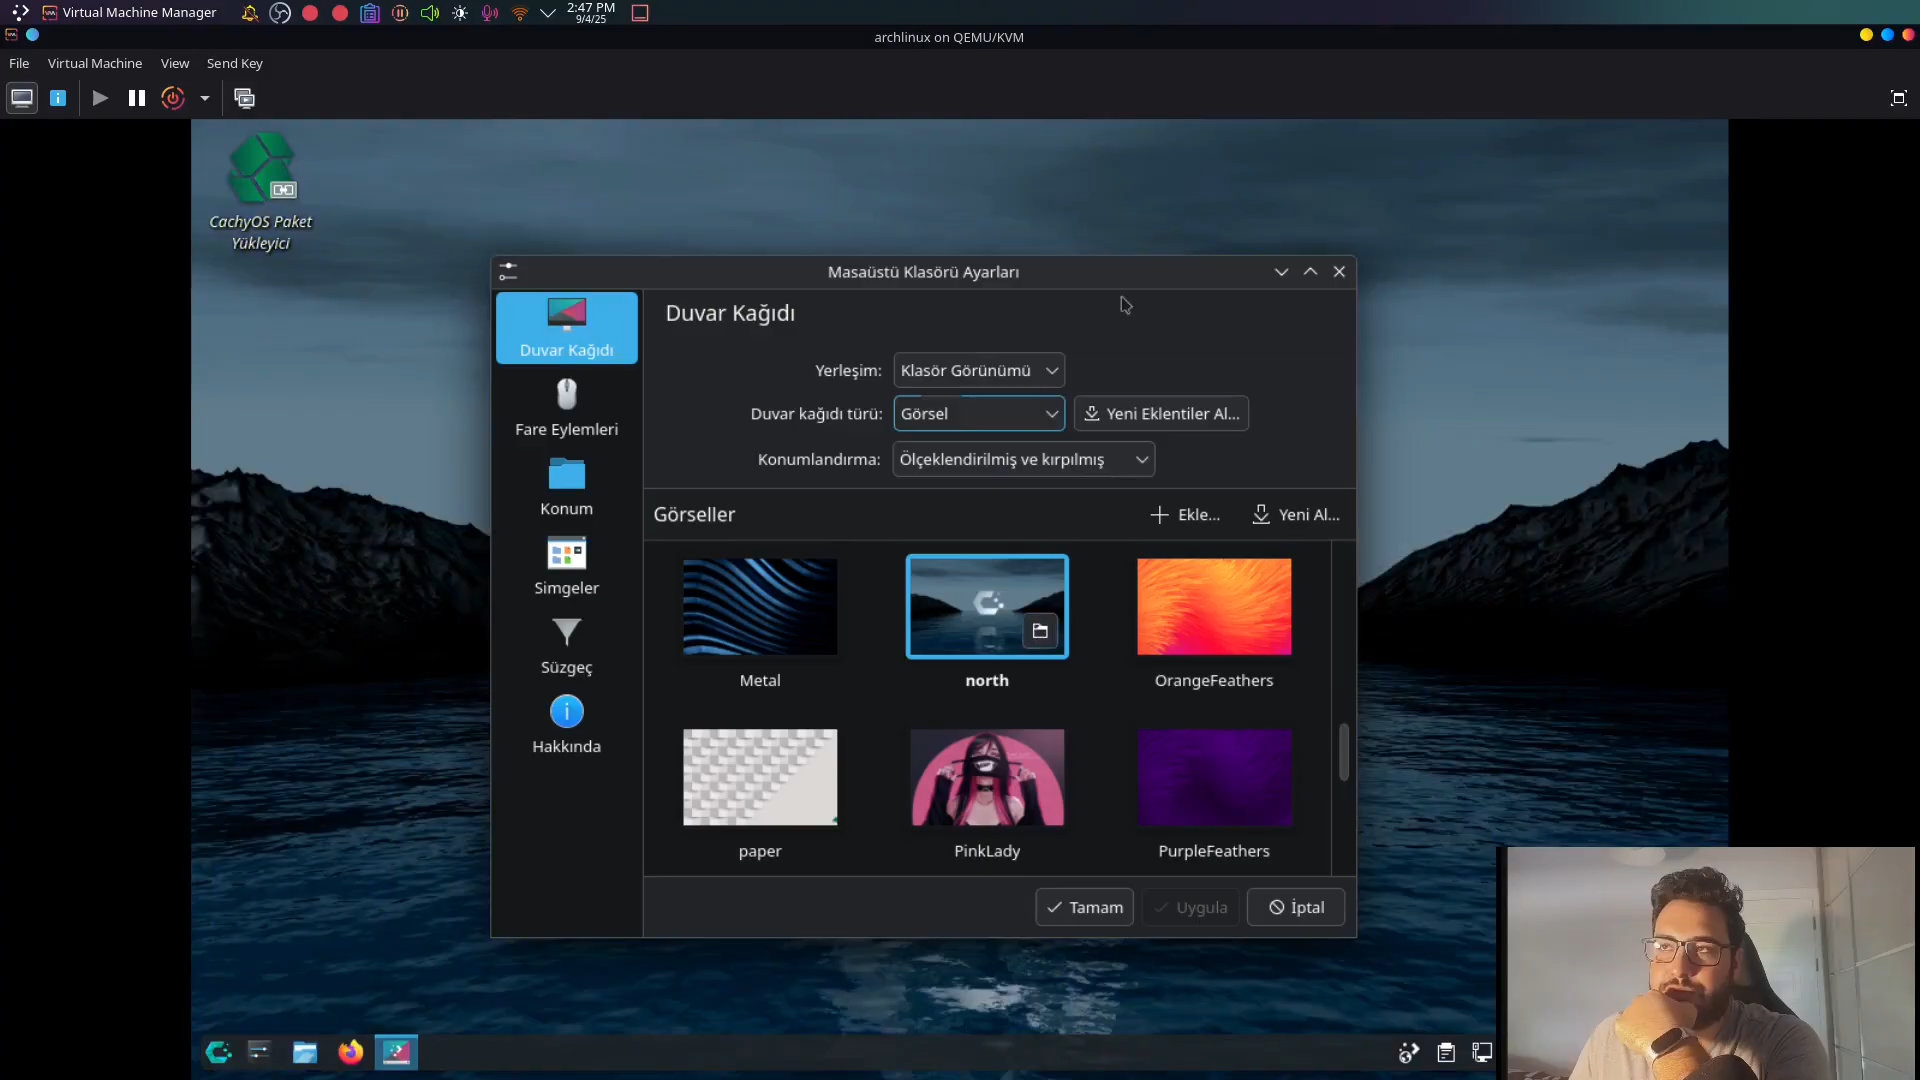 Virtual Machine Manager
2:47 PM
9/4/25
archlinux on QEMU/KVM
File
Virtual Machine
View
Send Key
CachyOS Paket
Yükleyici
Masaüstü Klasörü Ayarları
Duvar Kağıdı
Fare Eylemleri
Konum
Simgeler
Süzgeç
Hakkında
Duvar Kağıdı
Yerleşim:
Klasör Görünümü
Duvar kağıdı türü:
Görsel
Yeni Eklentiler Al...
Konumlandırma:
Ölçeklendirilmiş ve kırpılmış
Görseller
Ekle...
Yeni Al...
Metal
north
OrangeFeathers
paper
PinkLady
PurpleFeathers
Tamam
Uygula
İptal